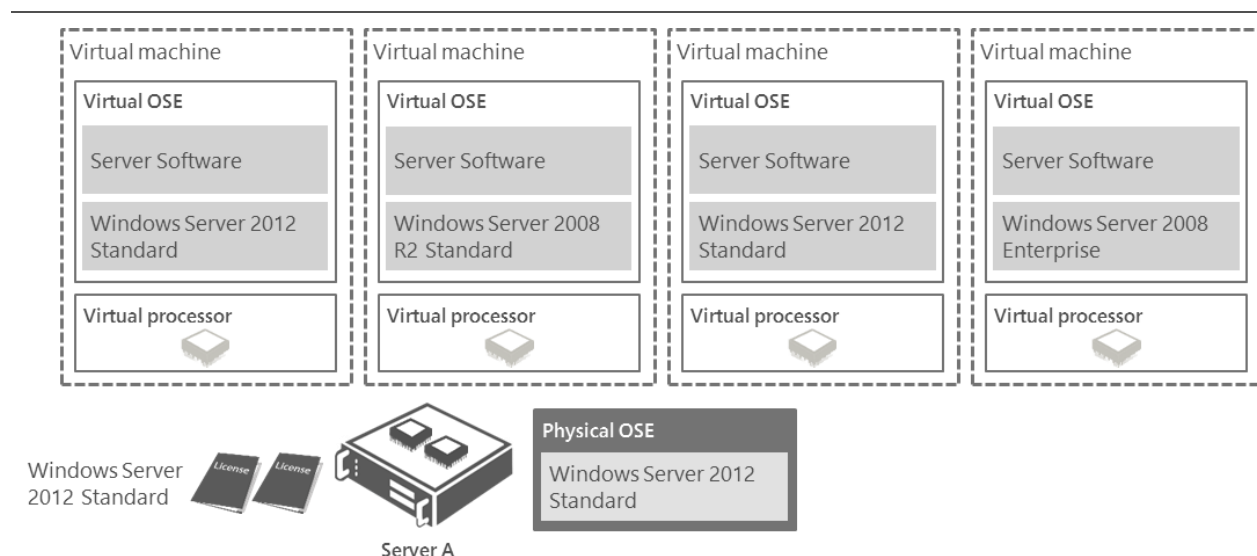 Virtual machine
Virtual OSE
Server Software
Windows Server 2012
Standard
Virtual processor
Virtual machine
Virtual OSE
Server Software
Windows Server 2008
R2 Standard
Virtual processor
Virtual machine
Virtual OSE
Server Software
Windows Server 2012
Standard
Virtual processor
Virtual machine
Virtual OSE
Server Software
Windows Server 2008
Enterprise
Virtual processor
Windows Server
2012 Standard
License
License
Server A
Physical OSE
Windows Server 2012
Standard